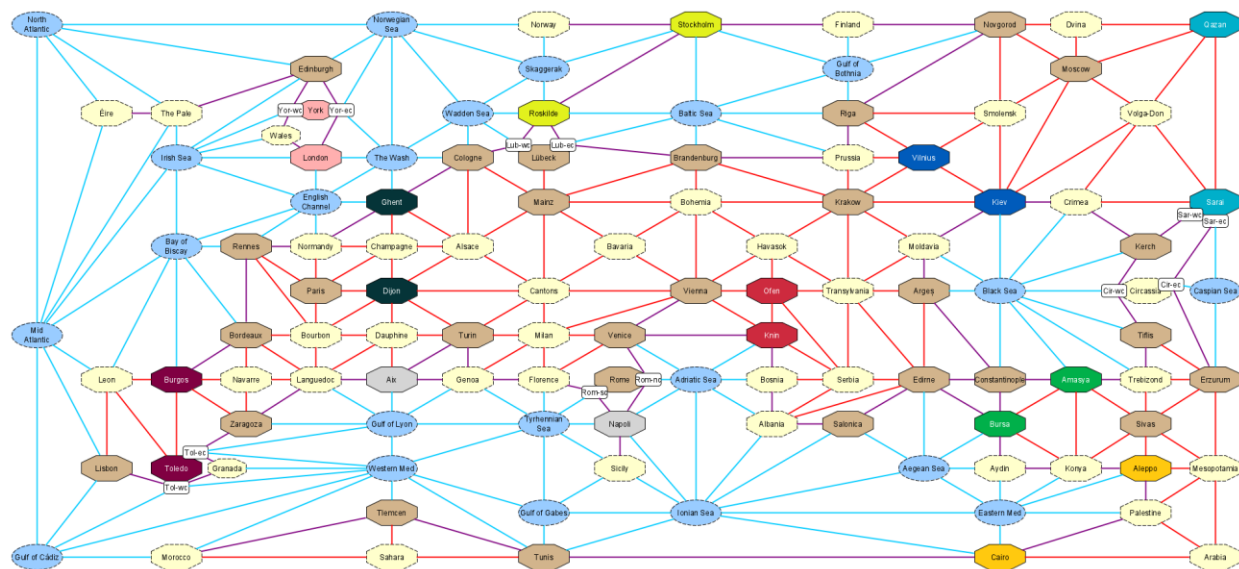 North
Atlantic
Norwegian
Sea
Norway
Stockholm
Finland
Novgorod
Dvina
Qazan
Edinburgh
Skaggerak
Gulf of
Bothnia
Moscow
Éire
The Pale
Yor-wc
York
Yor-ec
Wadden Sea
Roskilde
Baltic Sea
Riga
Smolensk
Volga-Don
Wales
Irish Sea
London
The Wash
Cologne
Lub-wc
Lübeck
Lub-ec
Brandenburg
Prussia
Vilnius
English
Channel
Ghent
Mainz
Bohemia
Krakow
Kiev
Crimea
Sarai
Sar-wc
Sar-ec
Bay of
Biscay
Rennes
Normandy
Champagne
Alsace
Bavaria
Havasok
Moldavia
Kerch
Paris
Dijon
Cantons
Vienna
Ofan
Transylvania
Argeş
Black Sea
Cir-wc
Circassia
Cir-ec
Caspian Sea
Mid
Atlantic
Bordeaux
Bourbon
Dauphine
Turin
Milan
Venice
Knin
Tiflis
Leon
Burgos
Navarre
Languedoc
Aix
Genoa
Florence
Rom-sc
Rome
Rom-nc
Adriatic Sea
Bosnia
Serbia
Edirne
Constantinople
Amasya
Trebizond
Erzurum
Zaragoza
Gulf of Lyon
Tyrhennian
Sea
Napoli
Albania
Salonica
Bursa
Sivas
Lisbon
Toledo
Tol-ec
Granada
Tol-wc
Western Med
Sicily
Aegean Sea
Aydin
Konya
Aleppo
Mesopotamia
Tlemcen
Gulf of Gabes
Ionian Sea
Eastern Med
Palestine
Gulf of Cádiz
Morocco
Sahara
Tunis
Cairo
Arabia